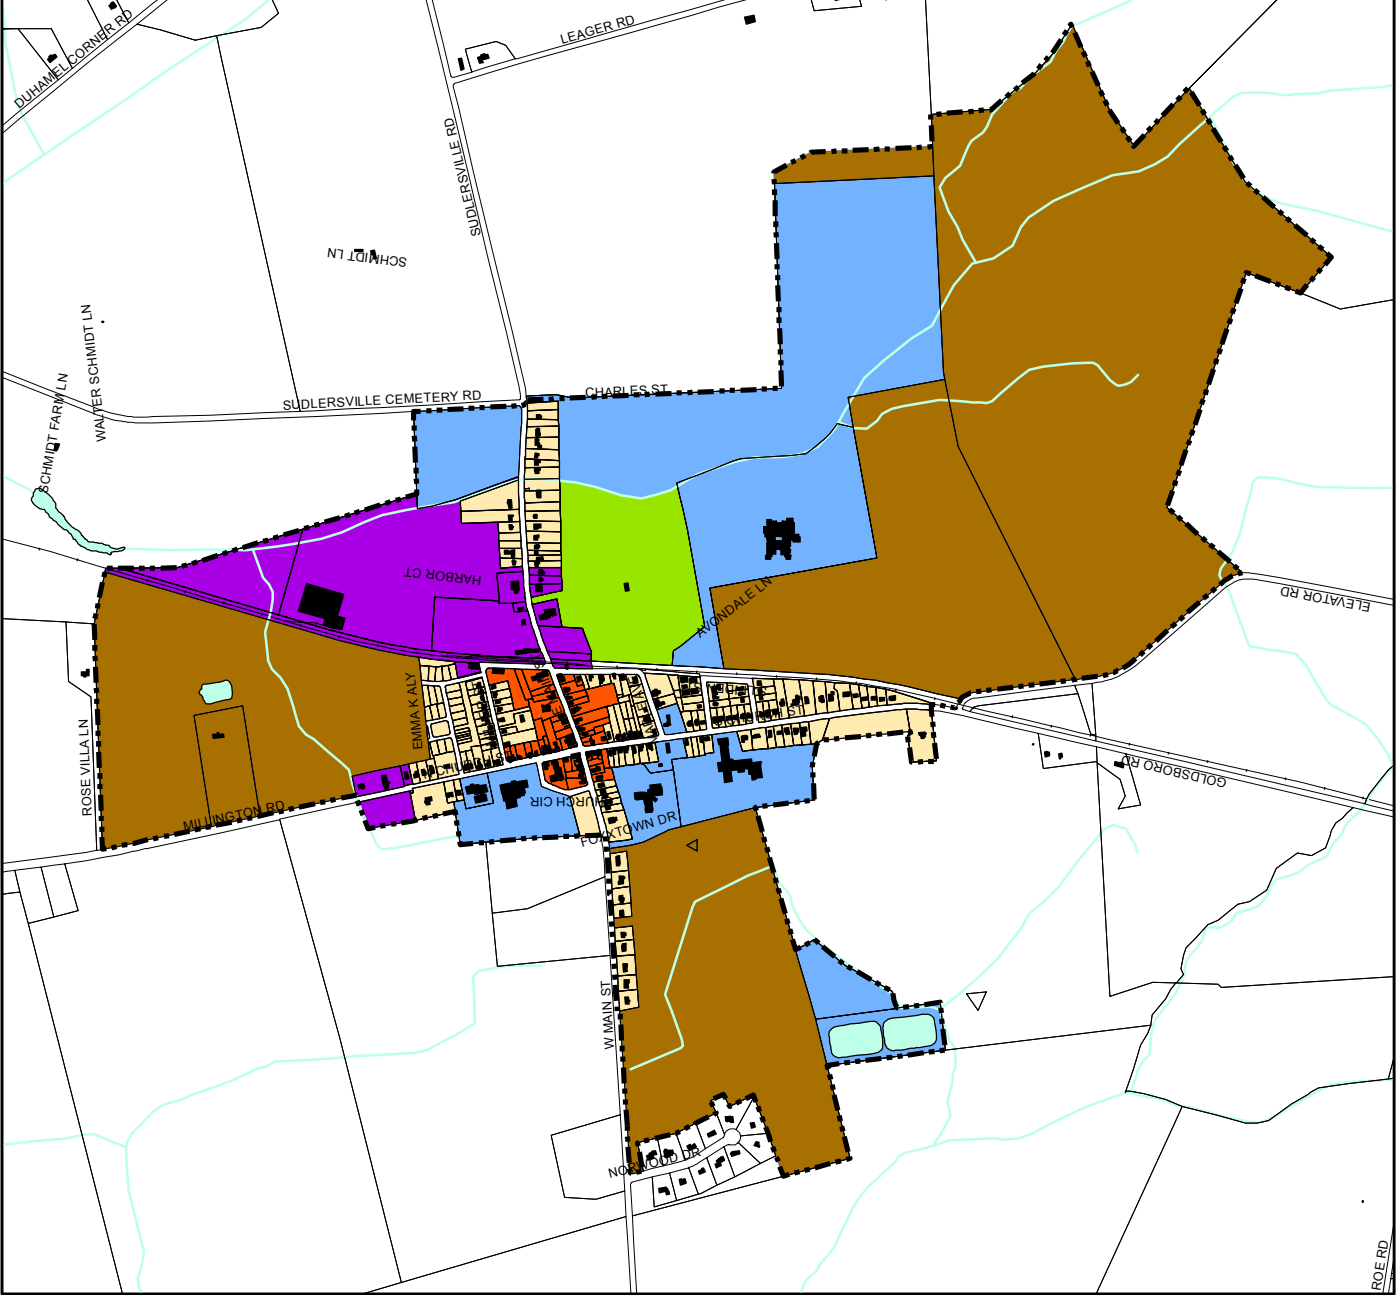 DUHAMEL CORNER RD
LEAGER RD
SUDLERSVILLE RD
SCHMIDT LN
WALTER SCHMIDT LN
SCHMIDT FARM LN
SUDLERSVILLE CEMETERY RD
CHARLES ST
HARBOR CT
AVONDALE LN
ELEVATOR RD
EMMA K ALY
ROSE VILLA LN
MILLINGTON RD
GOLDSBORO RD
CHURCH CIR
FOXXTOWN DR
W MAIN ST
NORWOOD DR
ROE RD